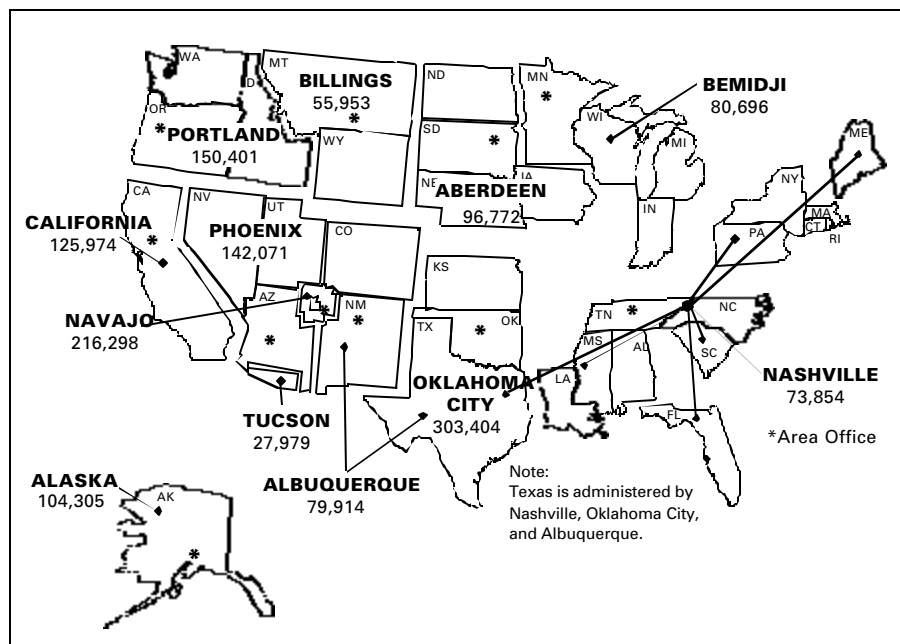 WA
MT
ID
BILLINGS
55,953
*
ND
MN
*
BEMIDJI
80,696
OR
*
PORTLAND
150,401
SD
*
WI
MI
ME
WY
NE
IA
ABERDEEN
96,772
NY
MA
CT
RI
PA
IN
CA
*
CALIFORNIA
125,974
NV
UT
PHOENIX
142,071
CO
KS
AZ
*
NAVAJO
216,298
*
NM
*
TX
OK
*
TN
*
NC
MS
AL
SC
LA
NASHVILLE
73,854
OKLAHOMA
CITY
303,404
FL
*Area Office
TUCSON
27,979
ALBUQUERQUE
79,914
Note:
Texas is administered by
Nashville, Oklahoma City,
and Albuquerque.
ALASKA
104,305
AK
*